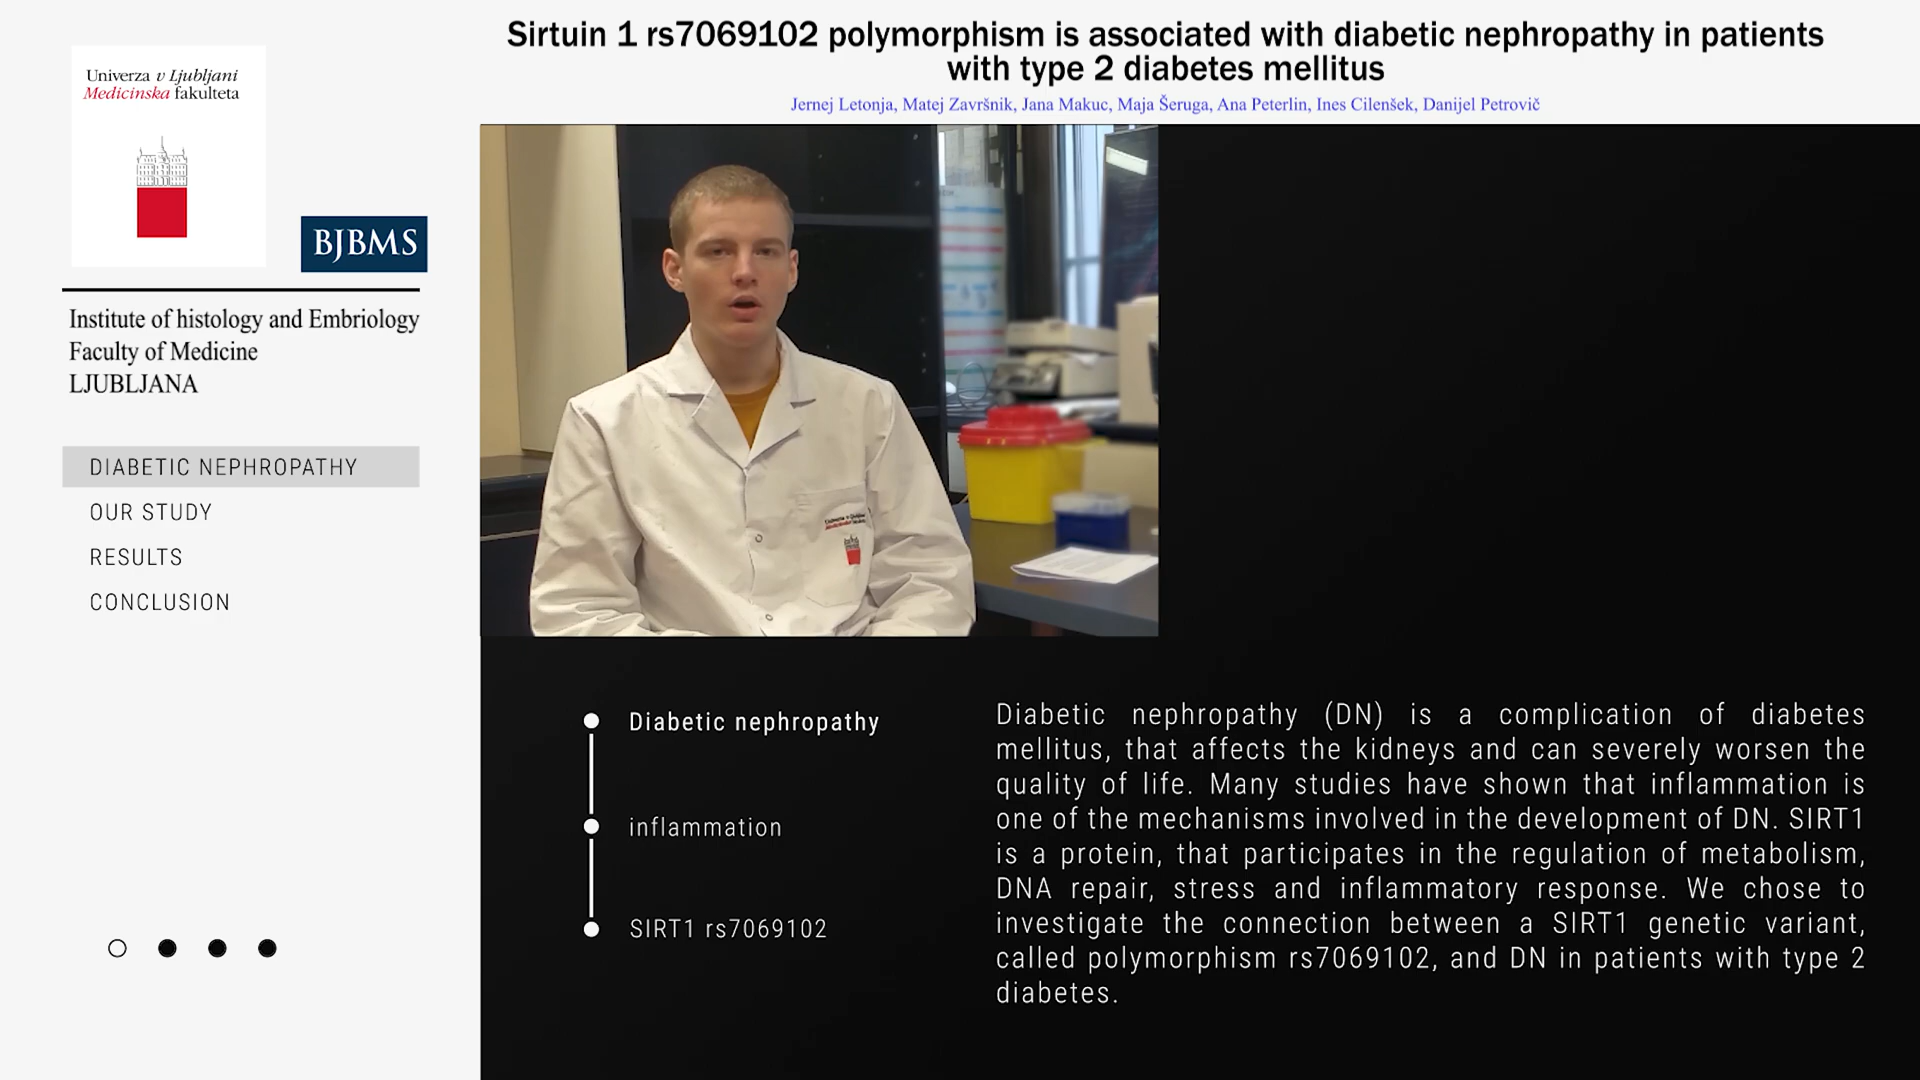 Sirtuin 1 rs7069102 polymorphism is associated with diabetic nephropathy in patients
with type 2 diabetes mellitus
Jernej Letonja, Matej Završnik, Jana Makuc, Maja Šeruga, Ana Peterlin, Ines Cilenšek, Danijel Petrovič
Univerza v Ljubljani
Medicinska fakulteta
BJBMS
Institute of histology and Embriology
Faculty of Medicine
LJUBLJANA
DIABETIC NEPHROPATHY
OUR STUDY
RESULTS
CONCLUSION
Univerza v Ljubljani
Medicinska fakulteta
Diabetic nephropathy
inflammation
SIRT1 rs7069102
Diabetic nephropathy (DN) is a complication of diabetes
mellitus, that affects the kidneys and can severely worsen the
quality of life. Many studies have shown that inflammation is
one of the mechanisms involved in the development of DN. SIRT1
is a protein, that participates in the regulation of metabolism,
DNA repair, stress and inflammatory response. We chose to
investigate the connection between a SIRT1 genetic variant,
called polymorphism rs7069102, and DN in patients with type 2
diabetes.